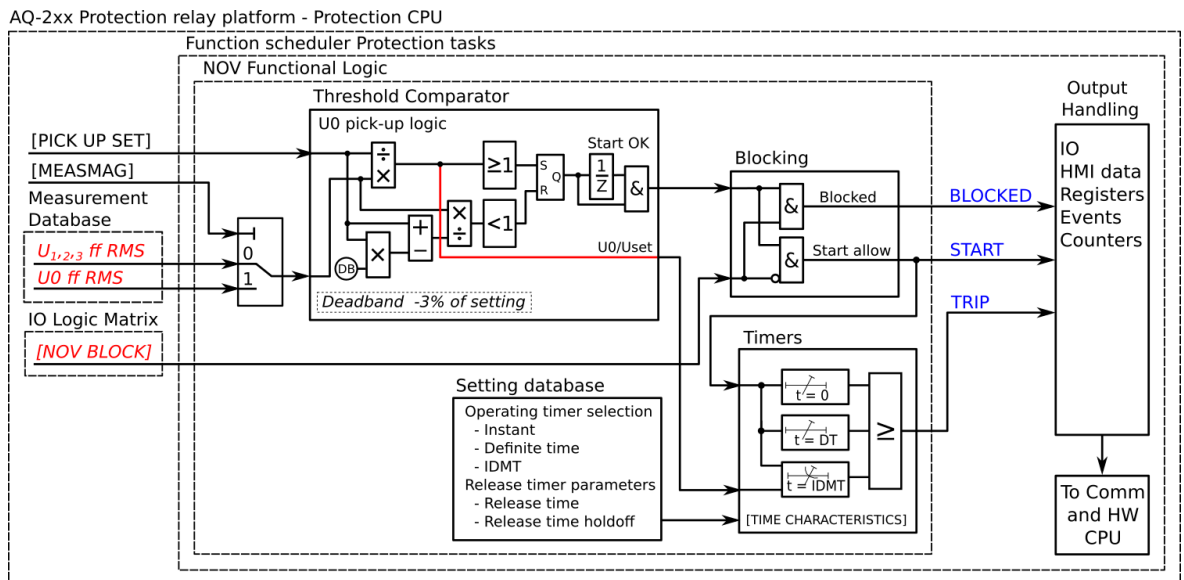 AQ-2xx Protection relay platform - Protection CPU
Function scheduler Protection tasks
NOV Functional Logic
Threshold Comparator
U0 pick-up logic
[PICK UP SET]
[MEASMAG]
Measurement
Database
U1,2,3 ff RMS
U0 ff RMS
0
1
IO Logic Matrix
[NOV BLOCK]
÷
×
≥1
S
R
Q
Start OK
1
Z
&
×
÷
<1
+
−
×
DB
U0/Uset
Deadband -3% of setting
Blocking
&
Blocked
&
Start allow
BLOCKED
START
TRIP
Output
Handling
IO
HMI data
Registers
Events
Counters
To Comm
and HW
CPU
Setting database
Operating timer selection
- Instant
- Definite time
- IDMT
Release timer parameters
- Release time
- Release time holdoff
Timers
t = 0
t = DT
t = IDMT
≥
[TIME CHARACTERISTICS]